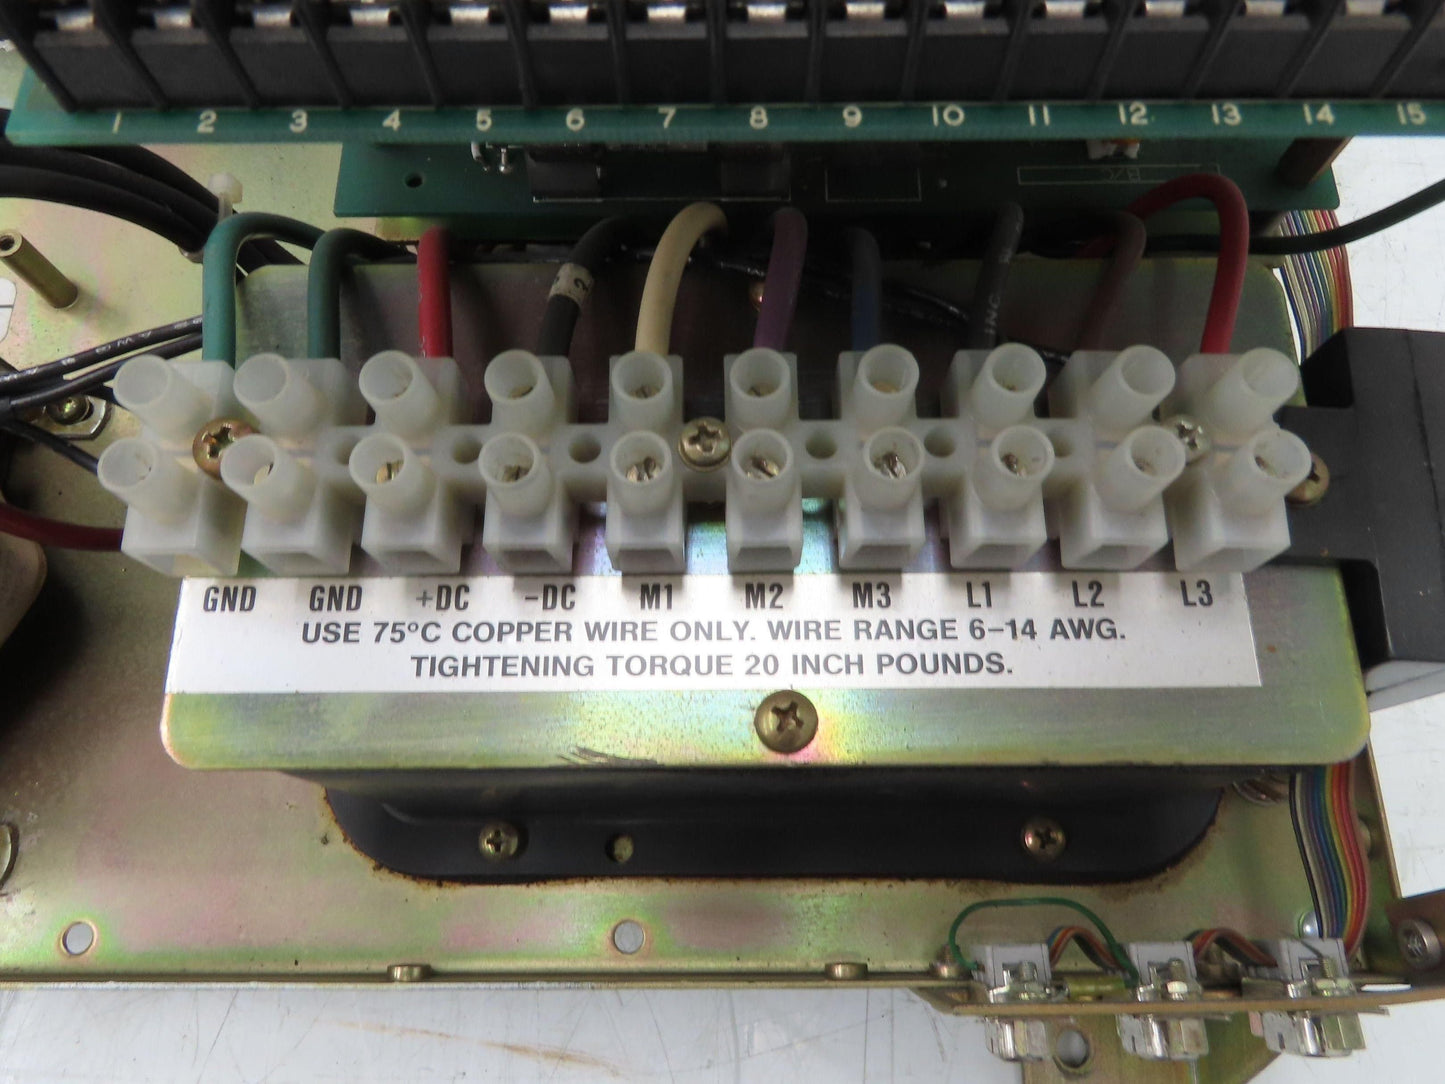 1 2 3 4 5 6 7 8 9 10 11 12 13 14 15
B/C
2
GND GND +DC -DC M1 M2 M3 L1 L2 L3
USE 75°C COPPER WIRE ONLY. WIRE RANGE 6-14 AWG.
TIGHTENING TORQUE 20 INCH POUNDS.